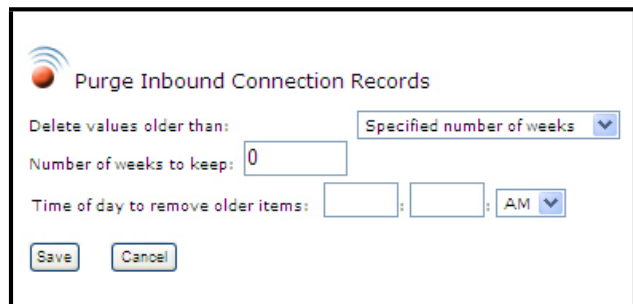 Purge Inbound Connection Records
Delete values older than: Specified number of weeks
Number of weeks to keep: 0
Time of day to remove older items: : : AM
Save Cancel